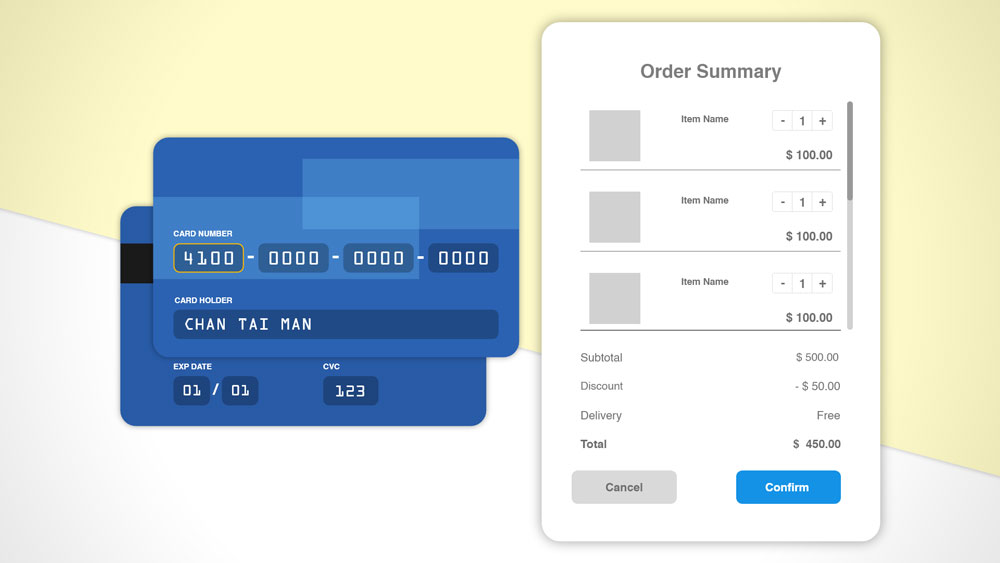 CARD NUMBER
4100 - 0000 - 0000 - 0000
CARD HOLDER
CHAN TAI MAN
EXP DATE
CVC
01 / 01
123
Order Summary
Item Name
- 1 +
$ 100.00
Item Name
- 1 +
$ 100.00
Item Name
- 1 +
$ 100.00
Subtotal $ 500.00
Discount - $ 50.00
Delivery Free
Total $ 450.00
Cancel
Confirm